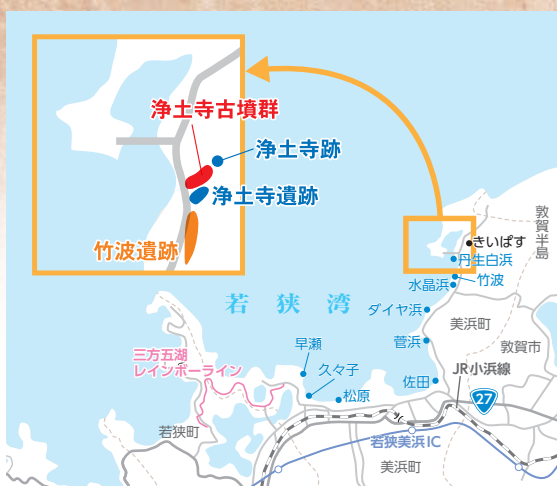 浄土寺古墳群
浄土寺跡
浄土寺遺跡
竹波遺跡
敦賀半島
きいぱす
丹生白浜
竹波
水晶浜
ダイヤ浜
若狭湾
美浜町
菅浜
敦賀市
早瀬
三方五湖
レインボーライン
久々子
JR小浜線
佐田
松原
27
若狭町
若狭美浜IC
美浜町